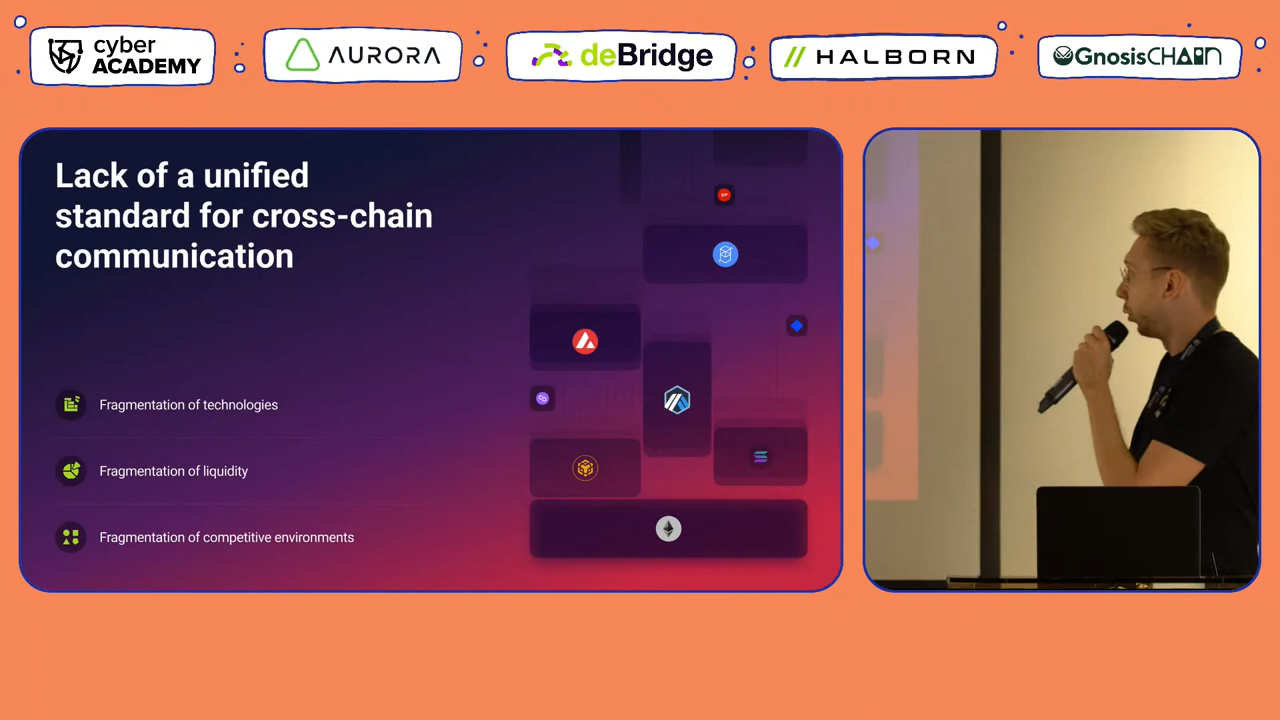 cyber
ACADEMY
AURORA
deBridge
HALBORN
GnosisCHAIN
Lack of a unified
standard for cross-chain
communication
OP
Fragmentation of technologies
Fragmentation of liquidity
Fragmentation of competitive environments